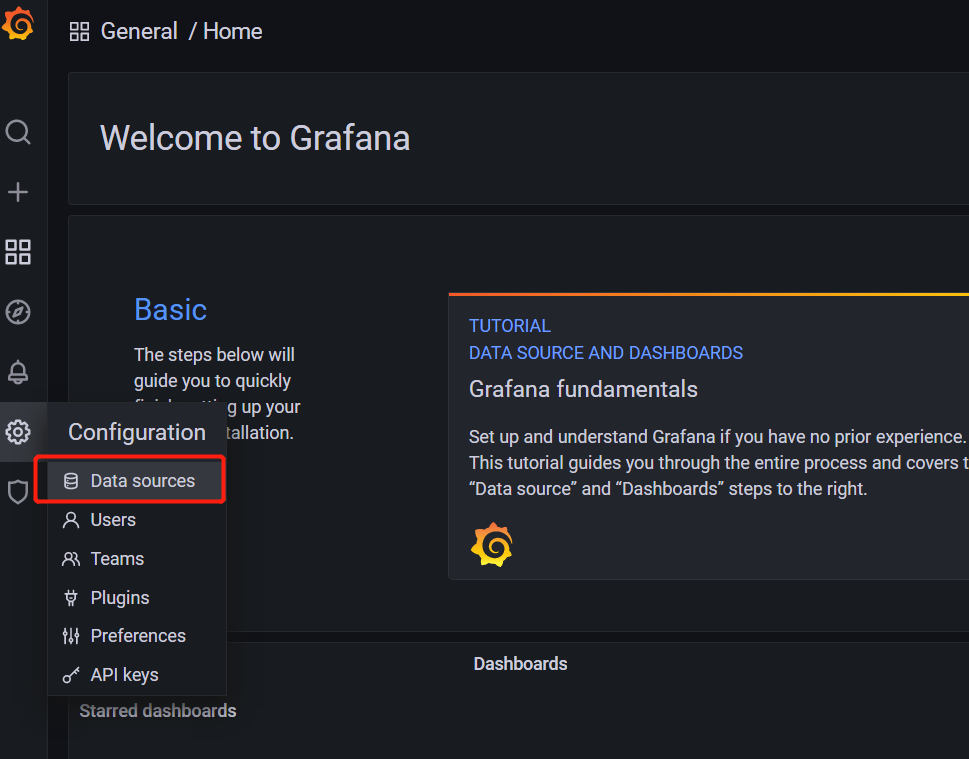 General / Home
Welcome to Grafana
Basic
The steps below will
guide you to quickly
up your
tallation.
TUTORIAL
DATA SOURCE AND DASHBOARDS
Grafana fundamentals
Set up and understand Grafana if you have no prior experience.
This tutorial guides you through the entire process and covers t
“Data source” and “Dashboards” steps to the right.
Configuration
Data sources
Users
Teams
Plugins
Preferences
API keys
Dashboards
Starred dashboards